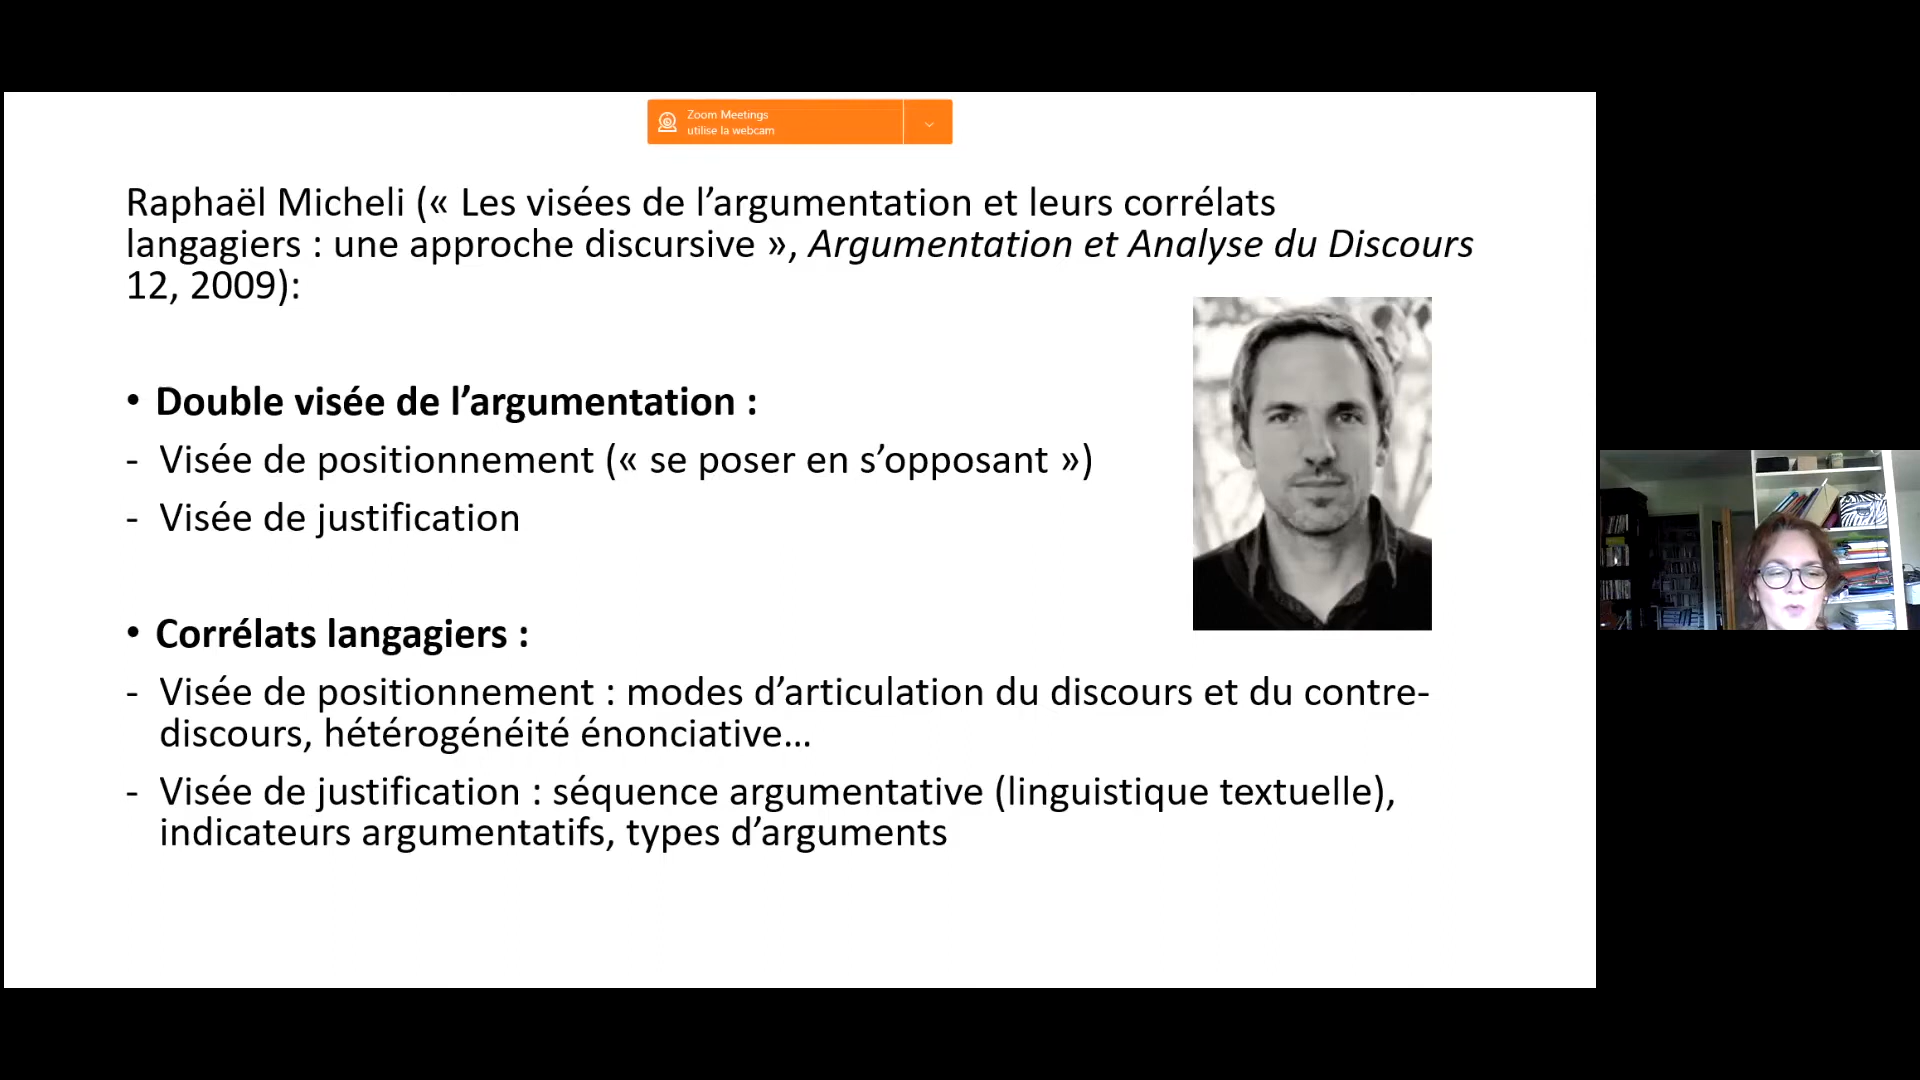 Zoom Meetings
utilise la webcam
Raphaël Micheli (« Les visées de l’argumentation et leurs corrélats
langagiers : une approche discursive », Argumentation et Analyse du Discours
12, 2009):
• Double visée de l’argumentation :
- Visée de positionnement (« se poser en s’opposant »)
- Visée de justification
• Corrélats langagiers :
- Visée de positionnement : modes d’articulation du discours et du contre-
discours, hétérogénéité énonciative…
- Visée de justification : séquence argumentative (linguistique textuelle),
indicateurs argumentatifs, types d’arguments